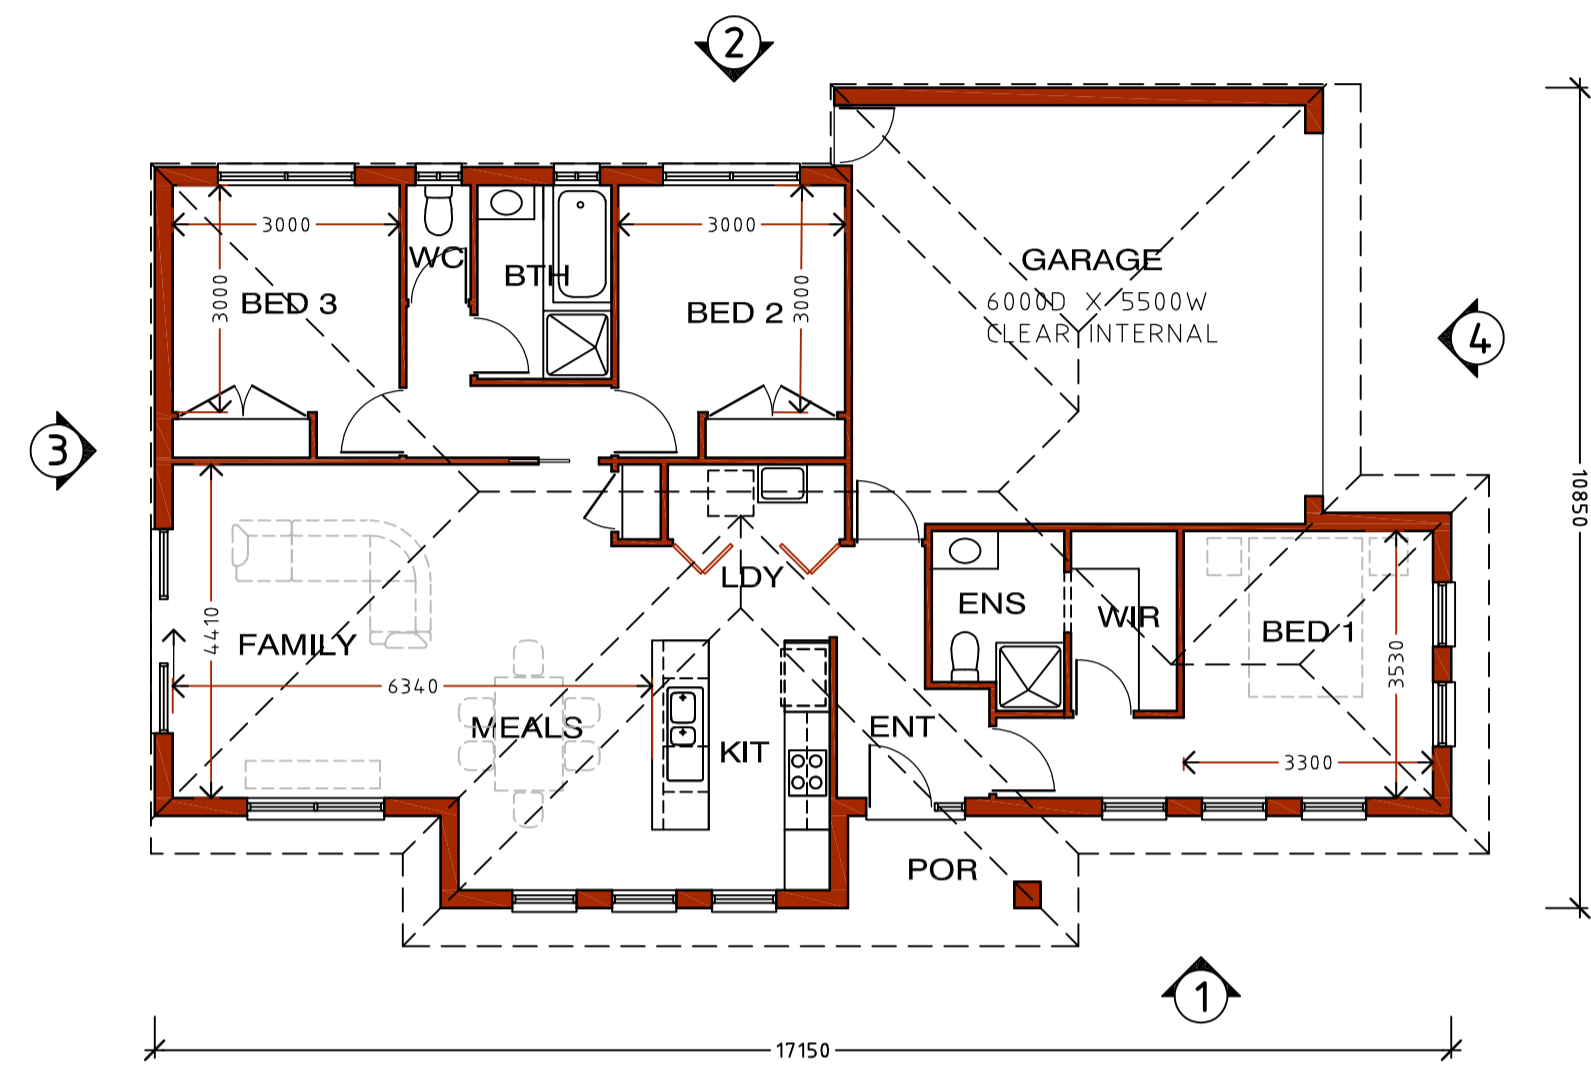 2
3000
WC
BTH
3000
BED 3
3000
BED 2
3000
GARAGE
6000D X 5500W
CLEAR INTERNAL
4
3
10850
LDY
ENS
WIR
BED 1
FAMILY
4410
3530
6340
MEALS
KIT
ENT
3300
POR
1
17150